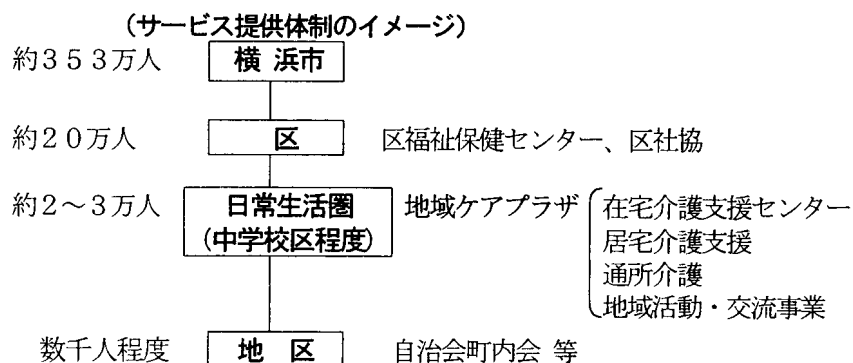 (サービス提供体制のイメージ)
約353万人 横 浜市
約20万人 区 区福祉保健センター、区社協
約2~3万人 日常生活圏 地域ケアプラザ 在宅介護支援センター
(中学校区程度) 居宅介護支援
通所介護
地域活動・交流事業
数千人程度 地 区 自治会町内会 等